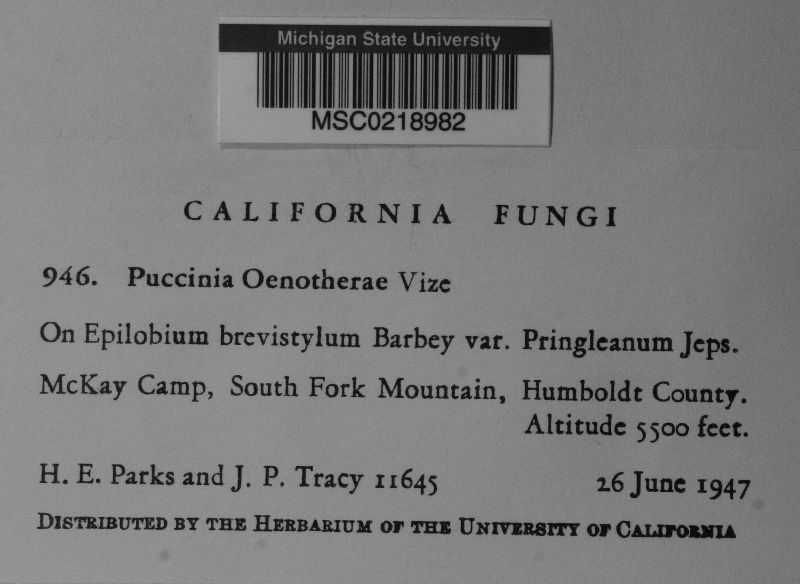 Michigan State University
MSC0218982
CALIFORNIA FUNGI
946. Puccinia Oenotherae Vize
On Epilobium brevistylum Barbey var. Pringleanum Jeps.
McKay Camp, South Fork Mountain, Humboldt County.
Altitude 5500 feet.
H. E. Parks and J. P. Tracy 11645 26 June 1947
DISTRIBUTED BY THE HERBARIUM OF THE UNIVERSITY OF CALIFORNIA